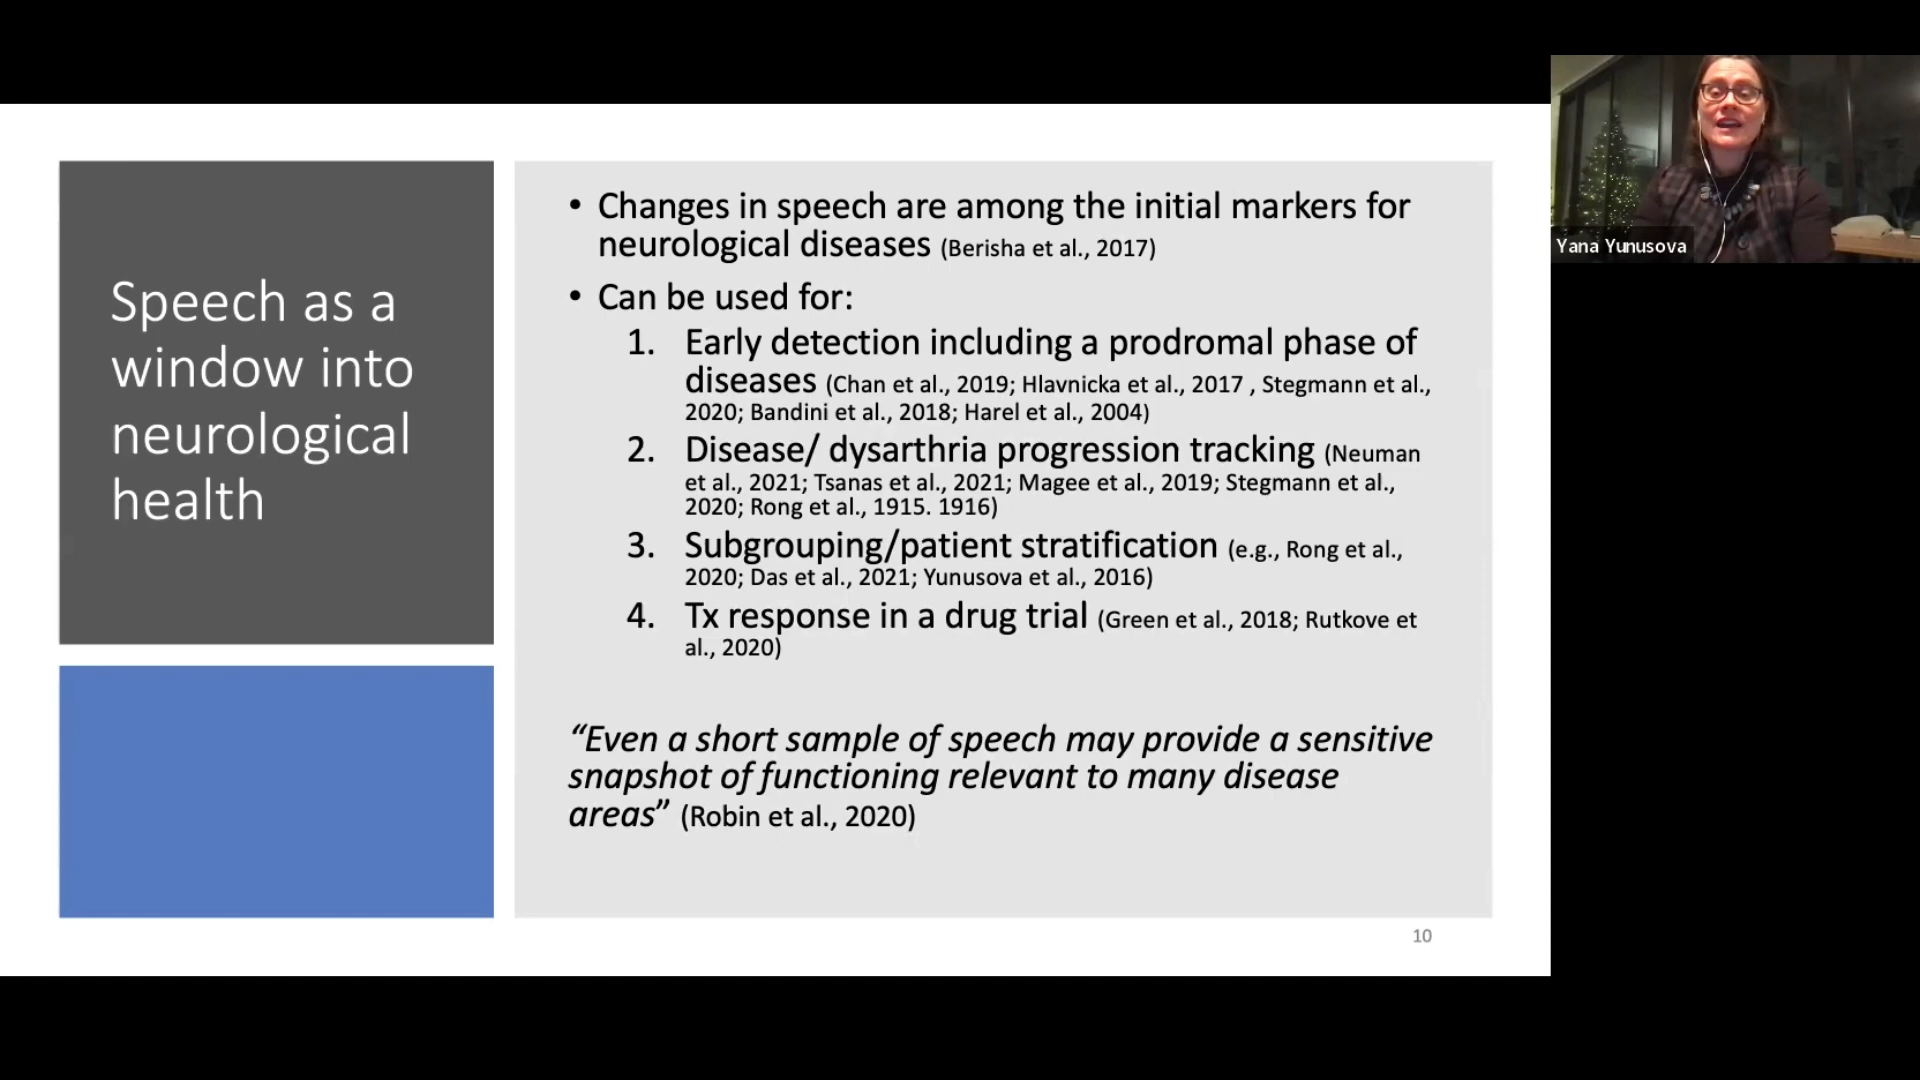 Speech as a
window into
neurological
health
• Changes in speech are among the initial markers for
neurological diseases (Berisha et al., 2017)
• Can be used for:
1. Early detection including a prodromal phase of
diseases (Chan et al., 2019; Hlavnicka et al., 2017 , Stegmann et al.,
2020; Bandini et al., 2018; Harel et al., 2004)
2. Disease/ dysarthria progression tracking (Neuman
et al., 2021; Tsanas et al., 2021; Magee et al., 2019; Stegmann et al.,
2020; Rong et al., 1915. 1916)
3. Subgrouping/patient stratification (e.g., Rong et al.,
2020; Das et al., 2021; Yunusova et al., 2016)
4. Tx response in a drug trial (Green et al., 2018; Rutkove et
al., 2020)
“Even a short sample of speech may provide a sensitive
snapshot of functioning relevant to many disease
areas” (Robin et al., 2020)
10
Yana Yunusova